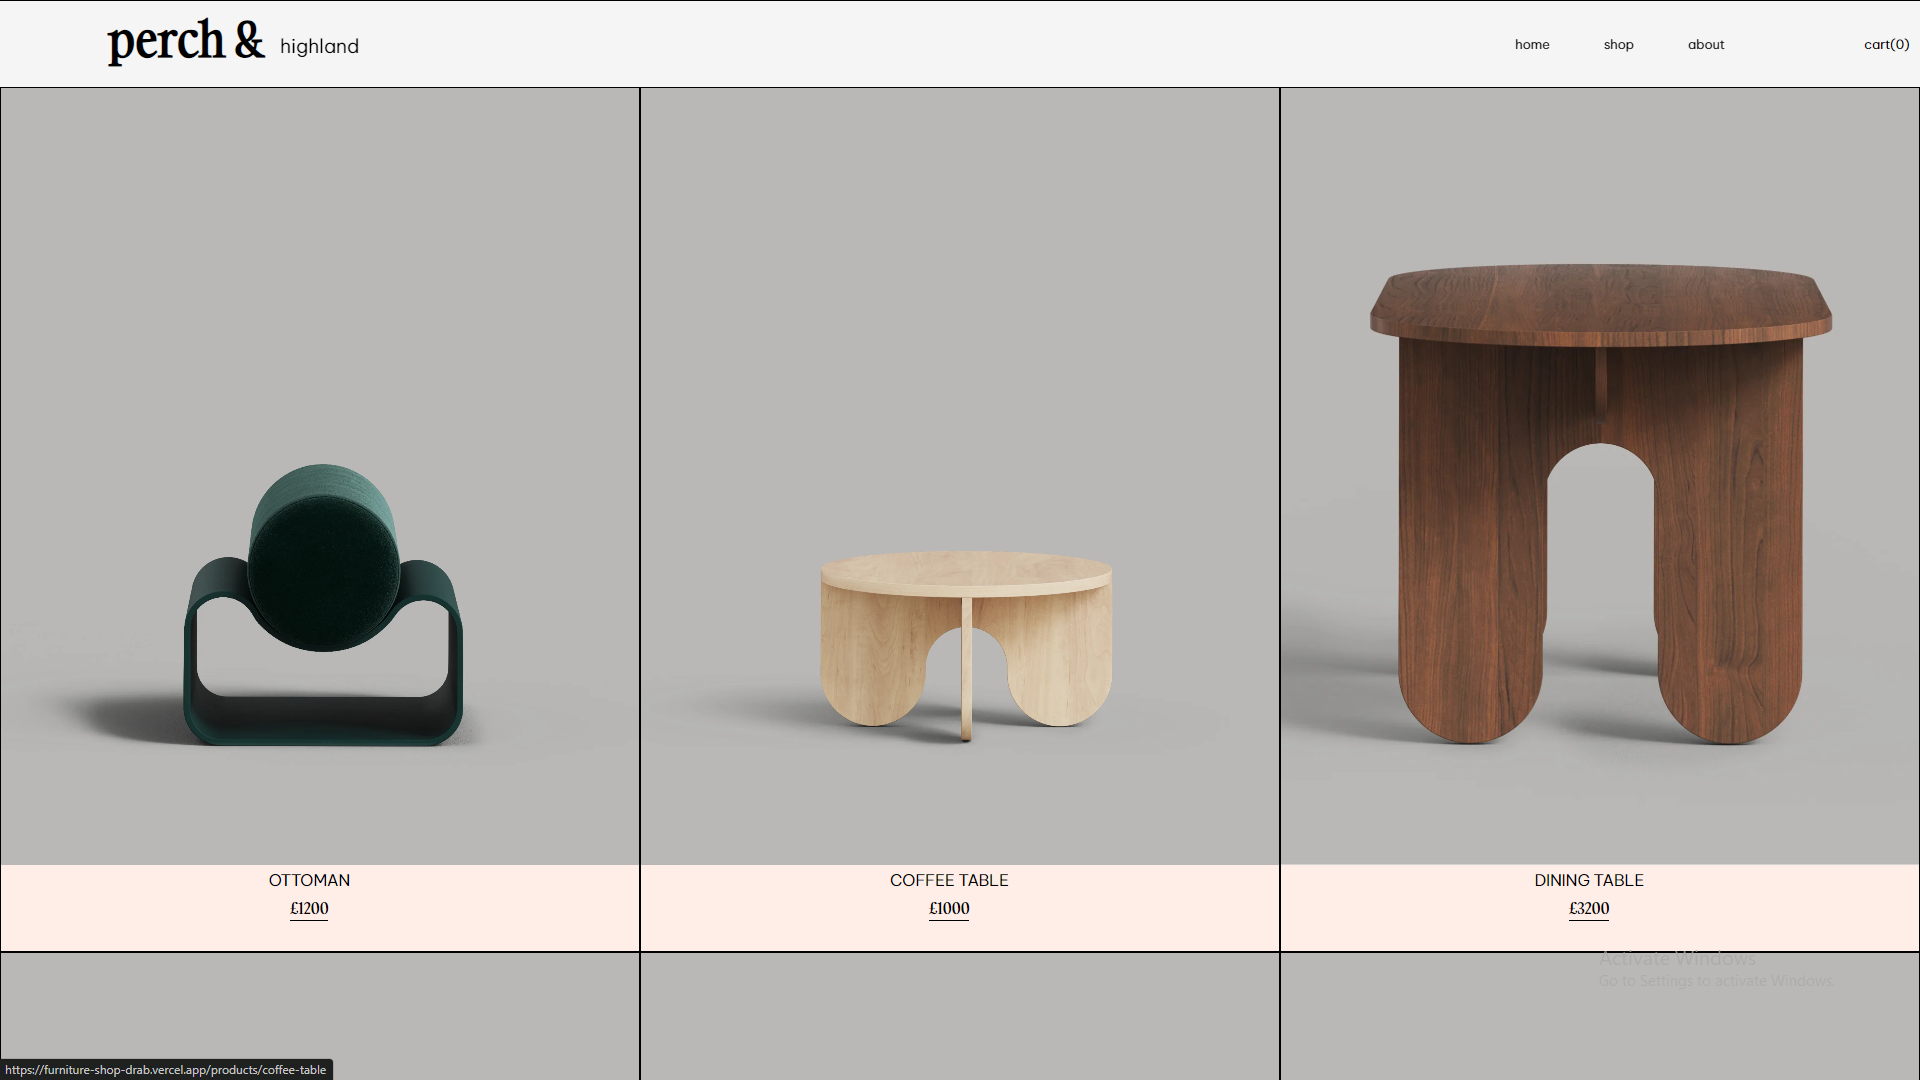 perch & highland
home shop about cart(0)
OTTOMAN
£1200
COFFEE TABLE
£1000
DINING TABLE
£3200
Activate Windows
Go to Settings to activate Windows.
https://furniture-shop-drab.vercel.app/products/coffee-table